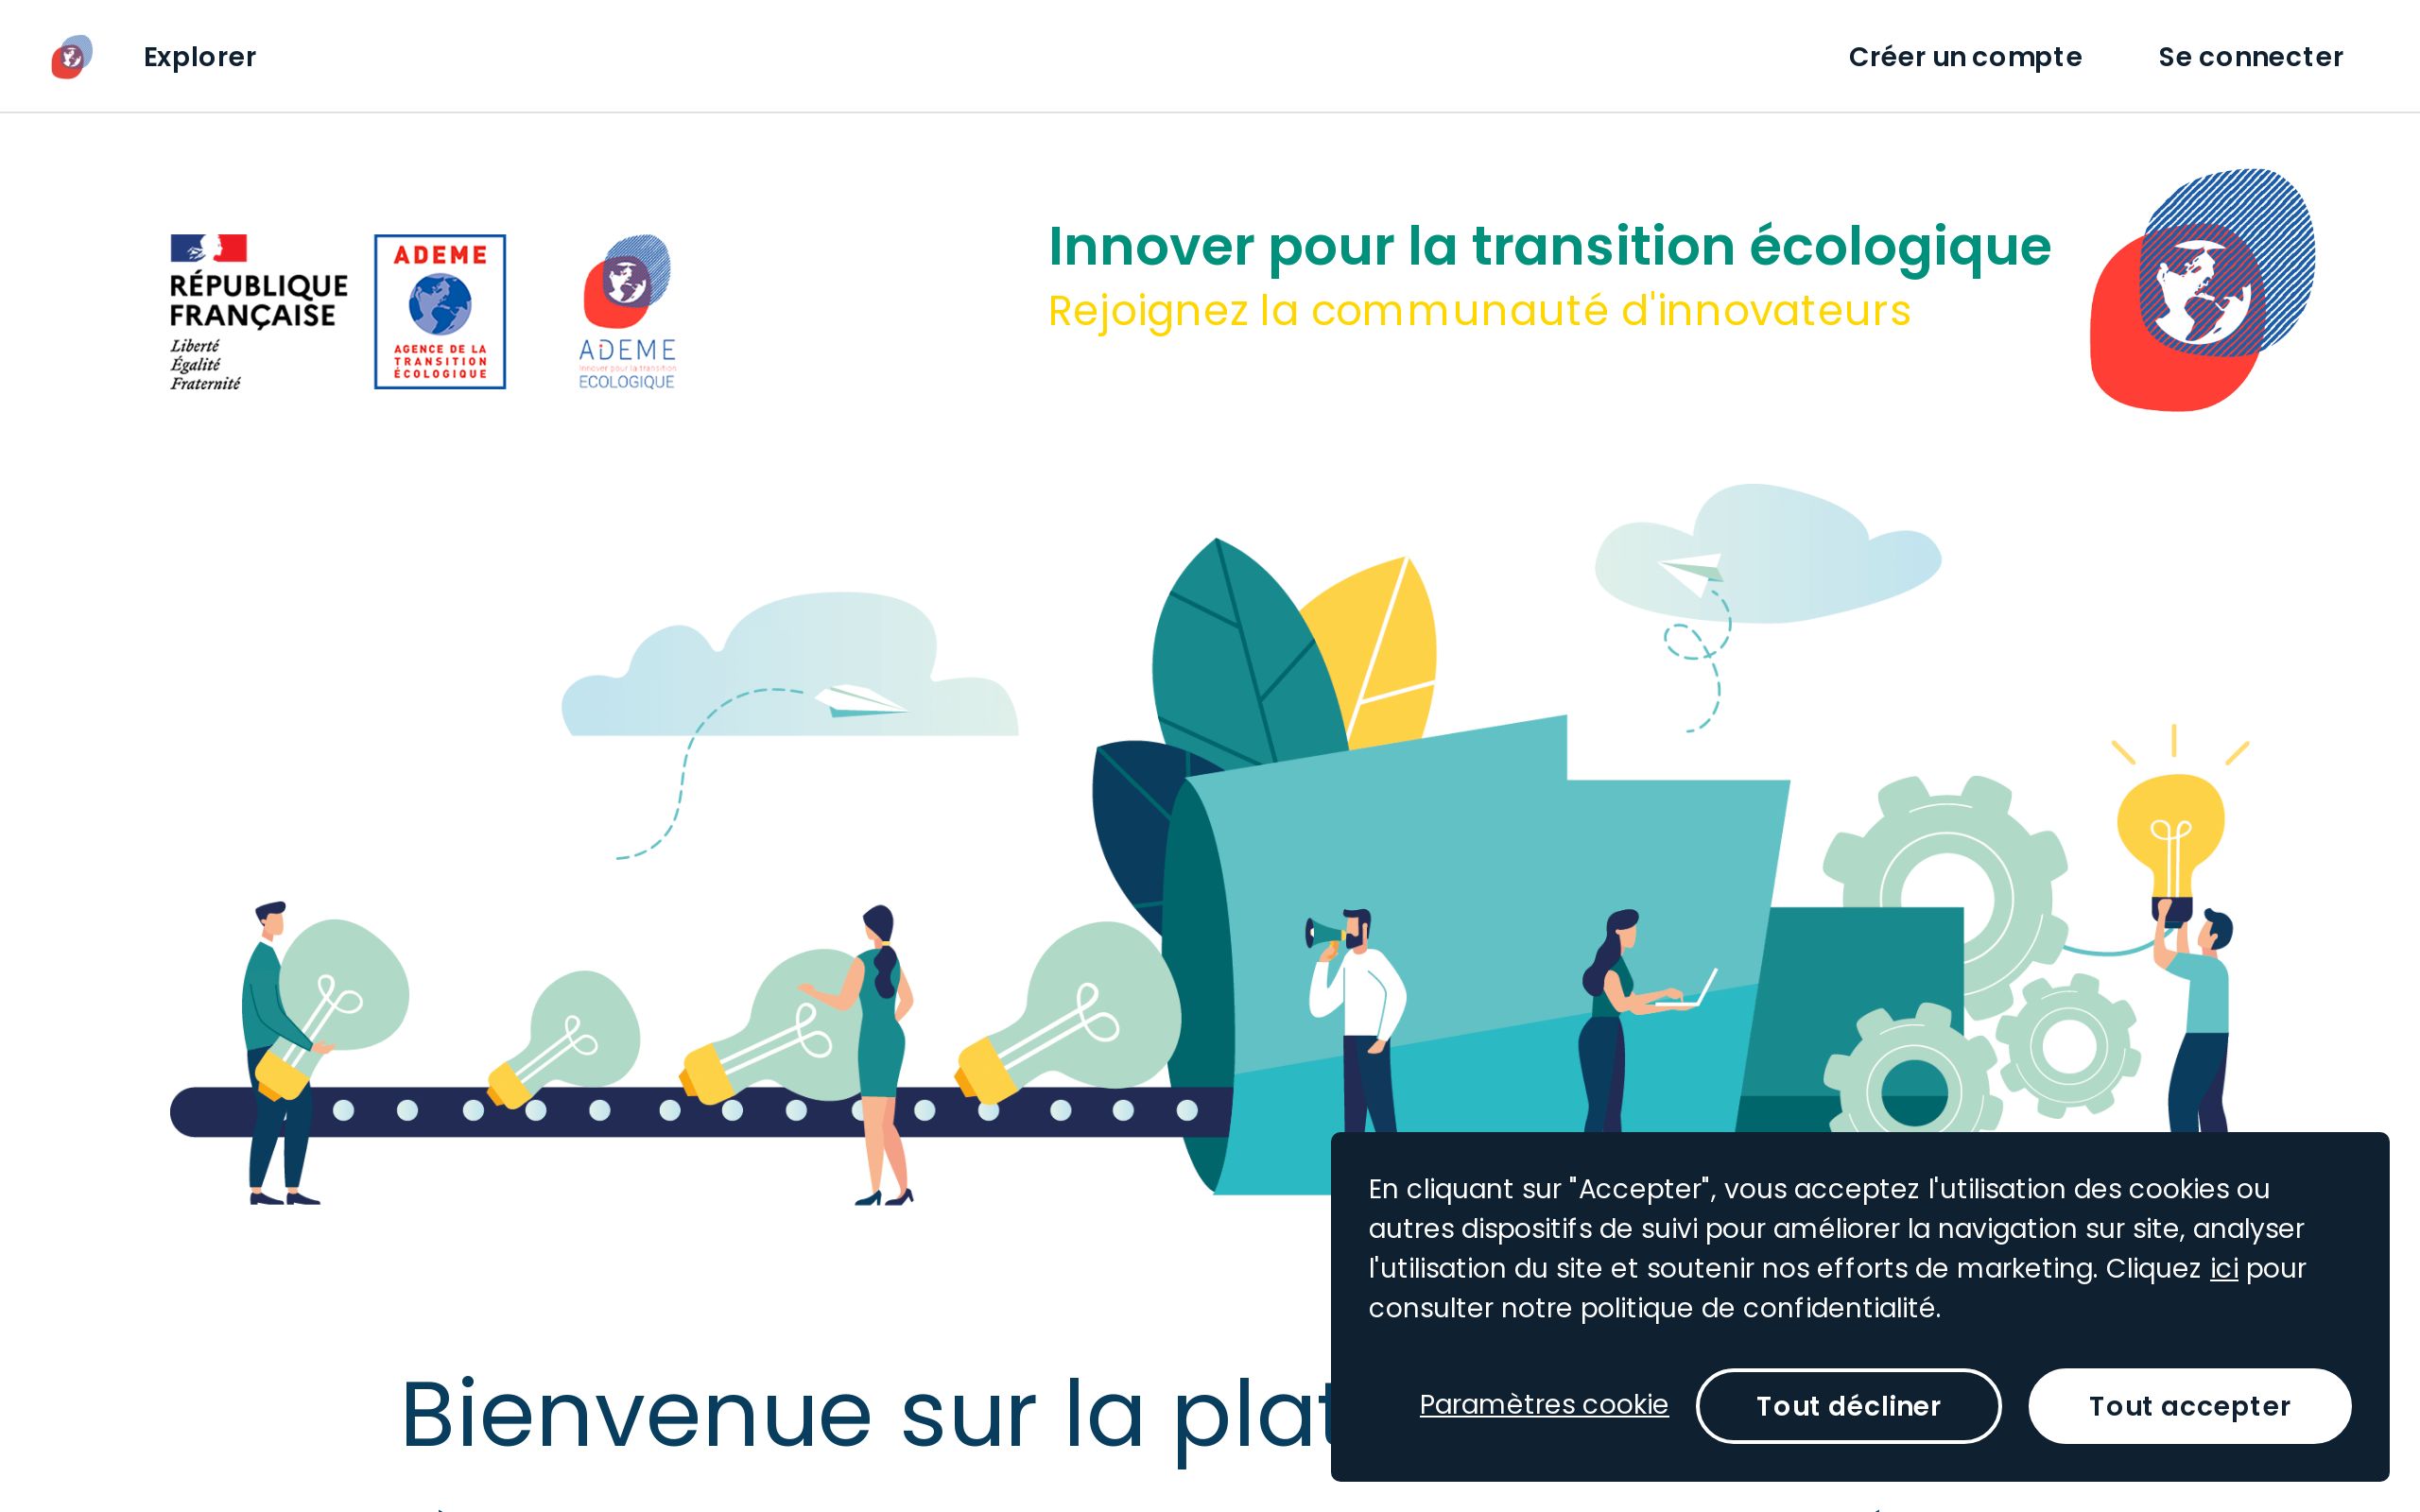 Explorer
Créer un compte
Se connecter
RÉPUBLIQUE
FRANÇAISE
Liberté
Égalité
Fraternité
ADEME
AGENCE DE LA
TRANSITION
ÉCOLOGIQUE
ADEME
Innover pour la transition
ECOLOGIQUE
Innover pour la transition écologique
Rejoignez la communauté d'innovateurs
Bienvenue sur la plat
En cliquant sur "Accepter", vous acceptez l'utilisation des cookies ou
autres dispositifs de suivi pour améliorer la navigation sur site, analyser
l'utilisation du site et soutenir nos efforts de marketing. Cliquez ici pour
consulter notre politique de confidentialité.
Paramètres cookie
Tout décliner
Tout accepter